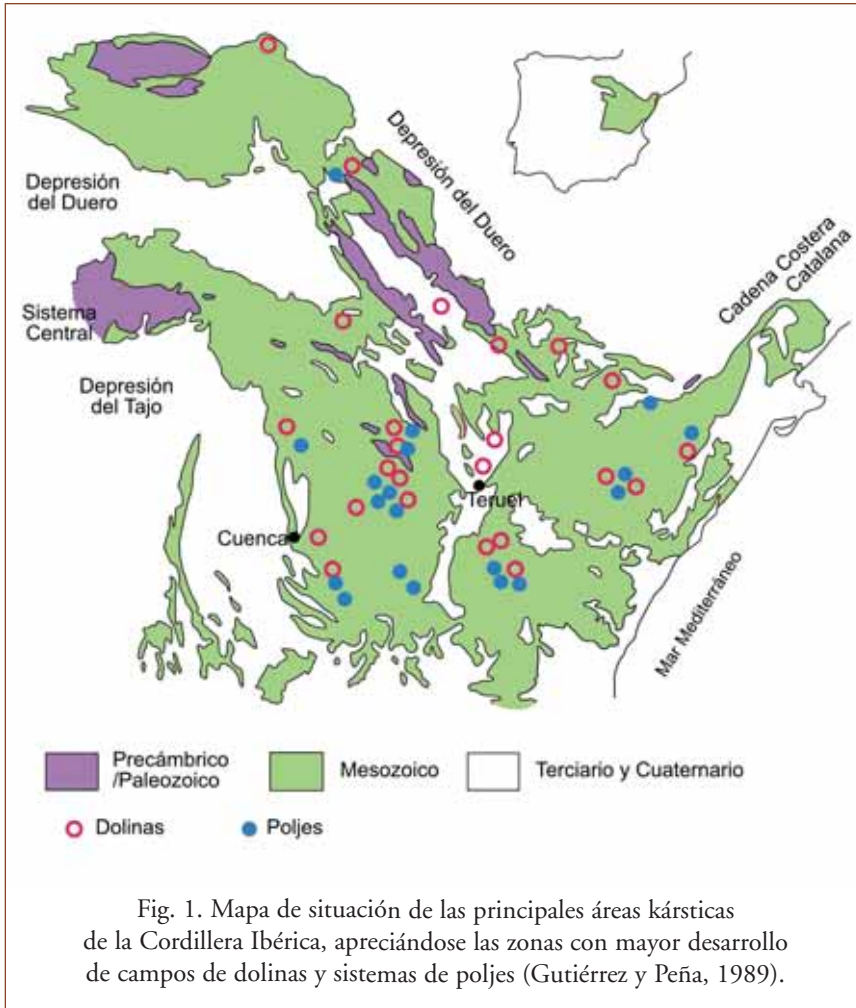 Depresión
del Duero
Depresión del Duero
Cadena Costera
Catalana
Sistema
Central
Depresión
del Tajo
Teruel
Cuenca
Mar Mediterráneo
Precámbrico
/Paleozoico
Mesozoico
Terciario y Cuaternario
Dolinas
Poljes
Fig. 1. Mapa de situación de las principales áreas kársticas
de la Cordillera Ibérica, apreciándose las zonas con mayor desarrollo
de campos de dolinas y sistemas de poljes (Gutiérrez y Peña, 1989).